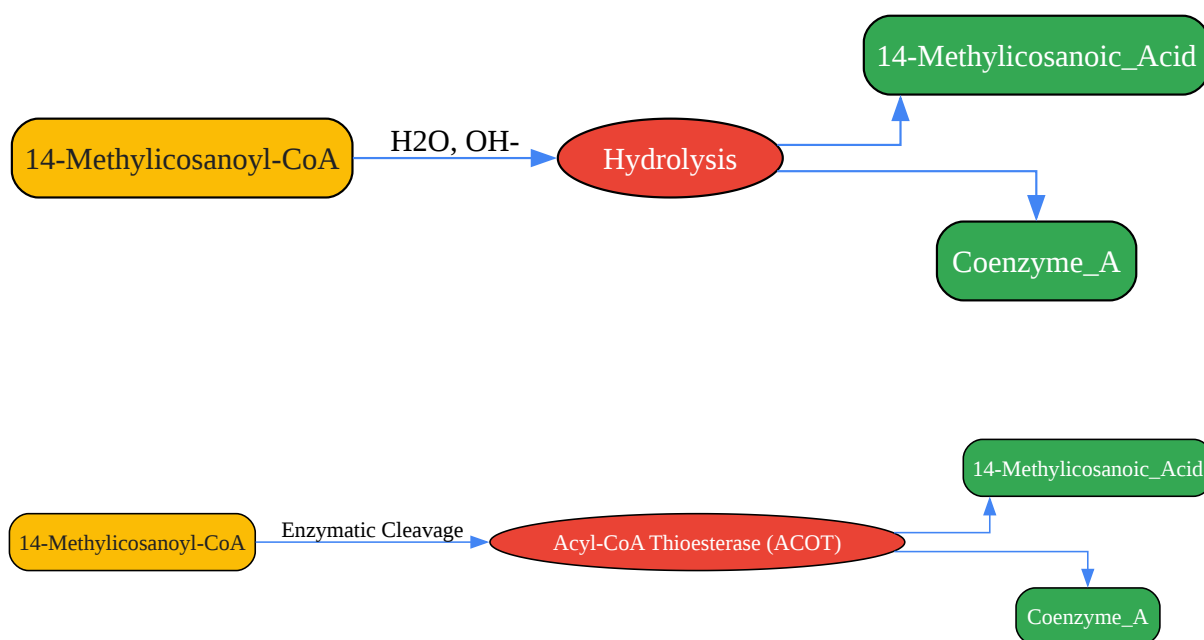 14-Methylicosanoic_Acid
14-Methylicosanoyl-CoA
H2O, OH-
Hydrolysis
Coenzyme_A
14-Methylicosanoic_Acid
14-Methylicosanoyl-CoA
Enzymatic Cleavage
Acyl-CoA Thioesterase (ACOT)
Coenzyme_A